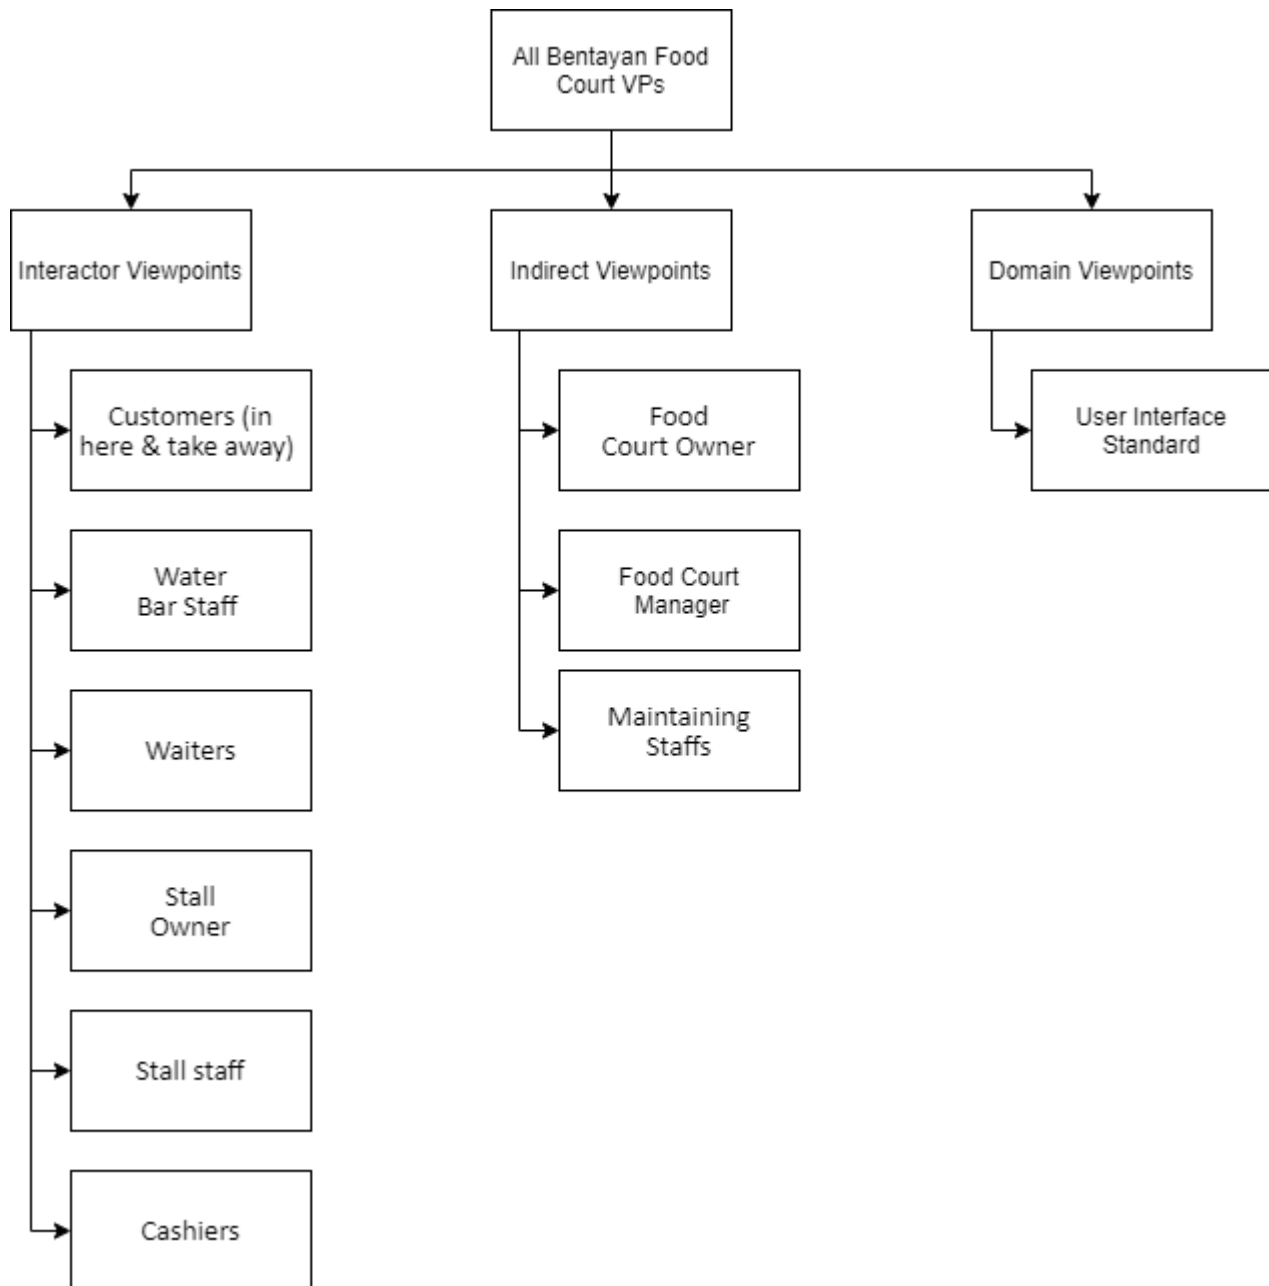 All Bentayan Food
Court VPs
Interactor Viewpoints
Indirect Viewpoints
Domain Viewpoints
Customers (in
here & take away)
Water
Bar Staff
Waiters
Stall
Owner
Stall staff
Cashiers
Food
Court Owner
Food Court
Manager
Maintaining
Staffs
User Interface
Standard